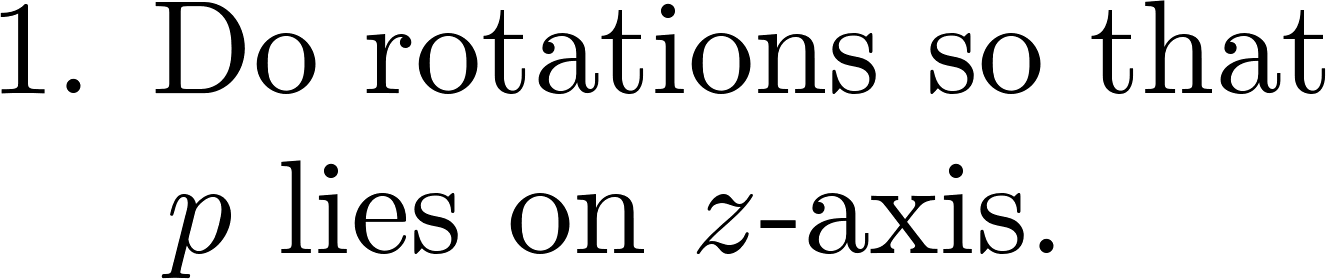 1. Do rotations so that
p lies on z-axis.